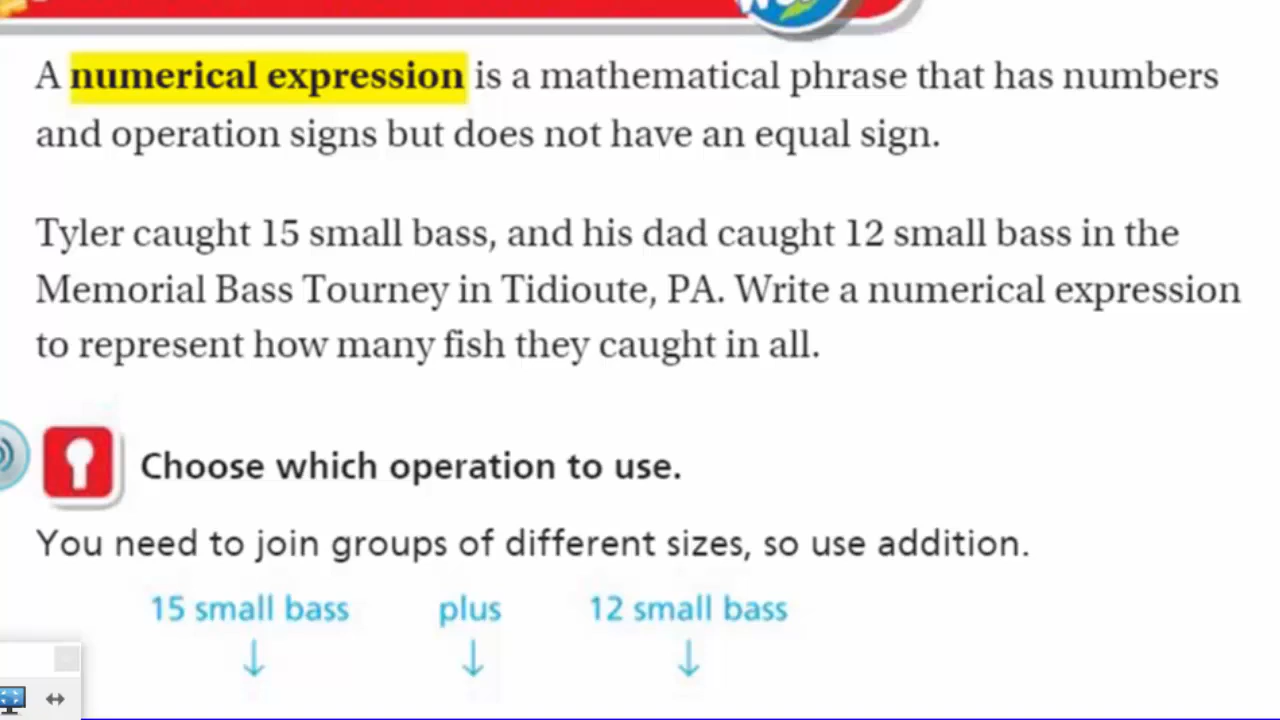 A numerical expression is a mathematical phrase that has numbers
and operation signs but does not have an equal sign.
Tyler caught 15 small bass, and his dad caught 12 small bass in the
Memorial Bass Tourney in Tidioute, PA. Write a numerical expression
to represent how many fish they caught in all.
Choose which operation to use.
You need to join groups of different sizes, so use addition.
15 small bass plus 12 small bass
↓ ↓ ↓